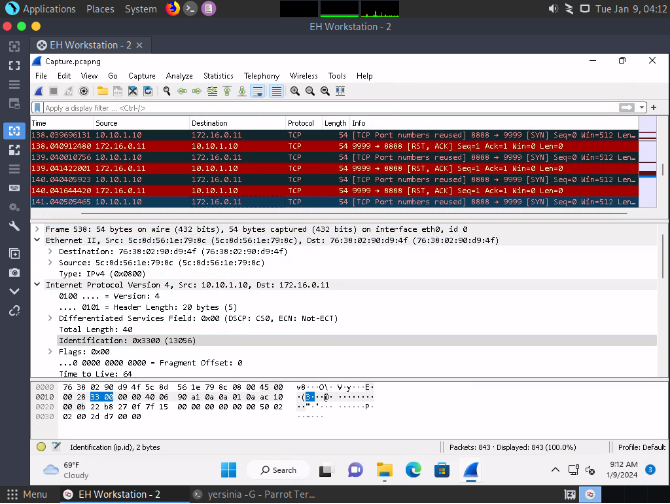 Applications Places System Tue Jan 9, 04:12
EH Workstation - 2
EH Workstation - 2 ×
Capture.pcapng
File Edit View Go Capture Analyze Statistics Telephony Wireless Tools Help
Apply a display filter ... <Ctrl-/>
Time Source Destination Protocol Length Info
138.039696131 10.10.1.10 172.16.0.11 TCP 54 [TCP Port numbers reused] 8888 → 9999 [SYN] Seq=0 Win=512 Len…
138.040912480 172.16.0.11 10.10.1.10 TCP 54 9999 → 8888 [RST, ACK] Seq=1 Ack=1 Win=0 Len=0
139.040010756 10.10.1.10 172.16.0.11 TCP 54 [TCP Port numbers reused] 8888 → 9999 [SYN] Seq=0 Win=512 Len…
139.041422001 172.16.0.11 10.10.1.10 TCP 54 9999 → 8888 [RST, ACK] Seq=1 Ack=1 Win=0 Len=0
140.040405923 10.10.1.10 172.16.0.11 TCP 54 [TCP Port numbers reused] 8888 → 9999 [SYN] Seq=0 Win=512 Len…
140.041644420 172.16.0.11 10.10.1.10 TCP 54 9999 → 8888 [RST, ACK] Seq=1 Ack=1 Win=0 Len=0
141.040505465 10.10.1.10 172.16.0.11 TCP 54 [TCP Port numbers reused] 8888 → 9999 [SYN] Seq=0 Win=512 Len…
Frame 538: 54 bytes on wire (432 bits), 54 bytes captured (432 bits) on interface eth0, id 0
Ethernet II, Src: 5c:8d:56:1e:79:8c (5c:8d:56:1e:79:8c), Dst: 76:38:02:90:d9:4f (76:38:02:90:d9:4f)
Destination: 76:38:02:90:d9:4f (76:38:02:90:d9:4f)
Source: 5c:8d:56:1e:79:8c (5c:8d:56:1e:79:8c)
Type: IPv4 (0x0800)
Internet Protocol Version 4, Src: 10.10.1.10, Dst: 172.16.0.11
0100 .... = Version: 4
.... 0101 = Header Length: 20 bytes (5)
Differentiated Services Field: 0x00 (DSCP: CS0, ECN: Not-ECT)
Total Length: 40
Identification: 0x3300 (13056)
Flags: 0x00
...0 0000 0000 0000 = Fragment Offset: 0
Time to Live: 64
0000 76 38 02 90 d9 4f 5c 8d 56 1e 79 8c 08 00 45 00 v8···O\· V·y···E·
0010 00 28 33 00 00 00 40 06 90 a1 0a 0a 01 0a ac 10 ·(3···@· ········
0020 00 0b 22 b8 27 0f 7f 15 00 00 00 00 00 00 50 02 ··"·'··· ······P·
0030 02 00 2d d7 00 00 ··-···
Identification (ip.id), 2 bytes Packets: 843 · Displayed: 843 (100.0%) Profile: Default
69°F
Cloudy
Search
9:12 AM
1/9/2024
3
Menu EH Workstation - 2 yersinia -G - Parrot Ter...